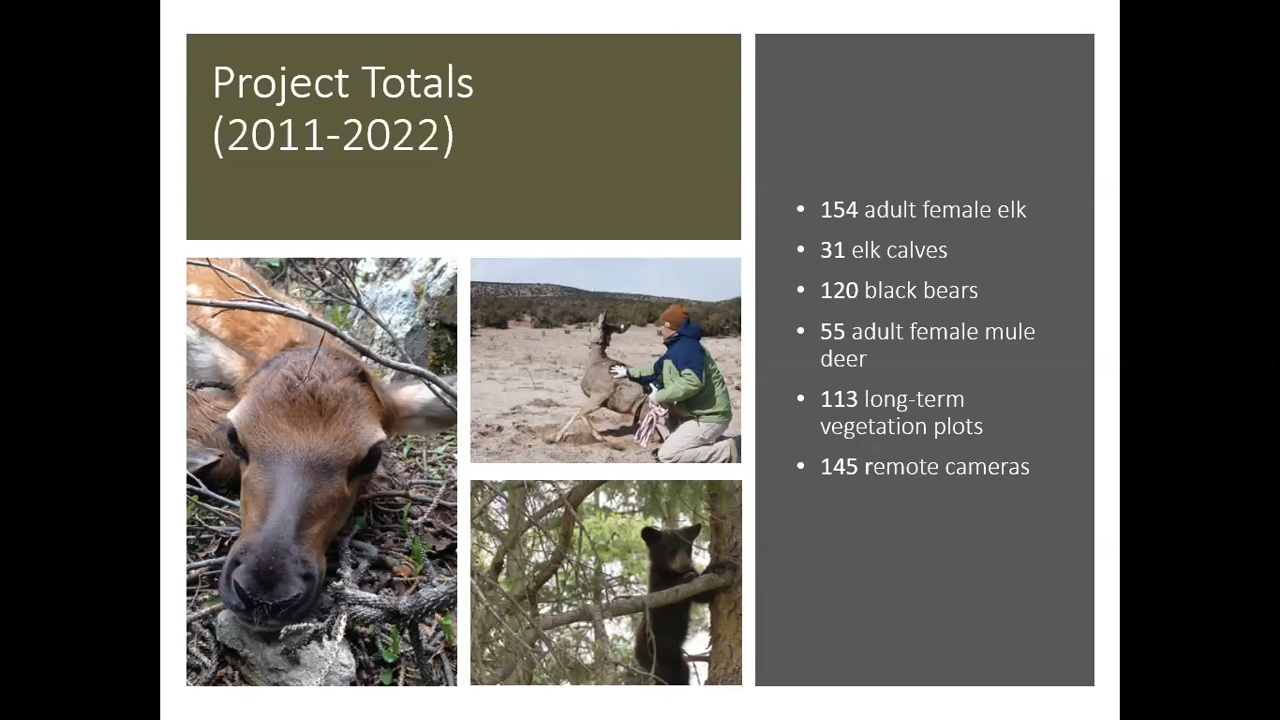 Project Totals
(2011-2022)
• 154 adult female elk
• 31 elk calves
• 120 black bears
• 55 adult female mule
deer
• 113 long-term
vegetation plots
• 145 remote cameras